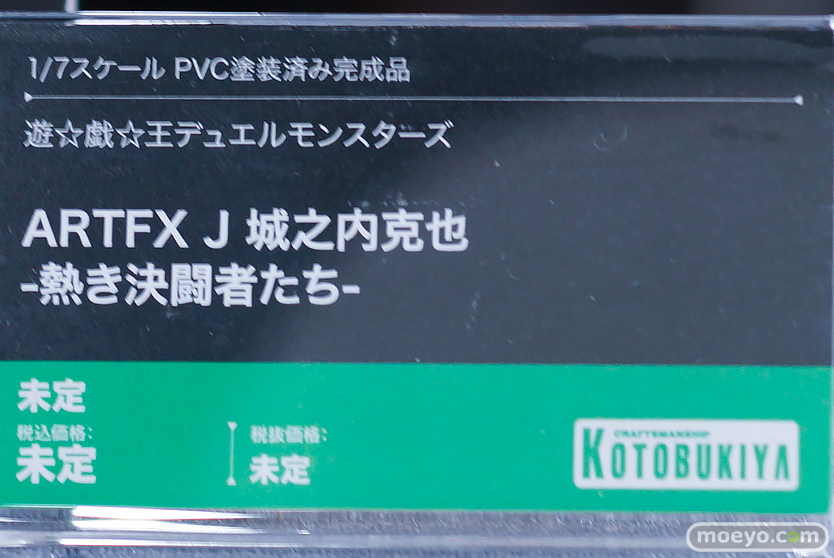 1/7スケール PVC塗装済み完成品
遊☆戯☆王デュエルモンスターズ
ARTFX J 城之内克也
-熱き決闘者たち-
未定
税込価格:
未定
税抜価格:
未定
CRAFTSMANSHIP
KOTOBUKIYA
moeyo.com